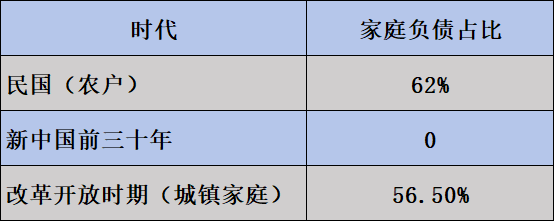 时代 家庭负债占比
民国（农户） 62%
新中国前三十年 0
改革开放时期（城镇家庭） 56.50%